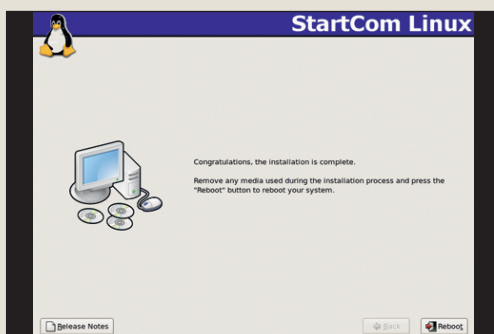 StartCom Linux
Congratulations, the installation is complete.
Remove any media used during the installation process and press the
"Reboot" button to reboot your system.
Release Notes
Back
Reboot